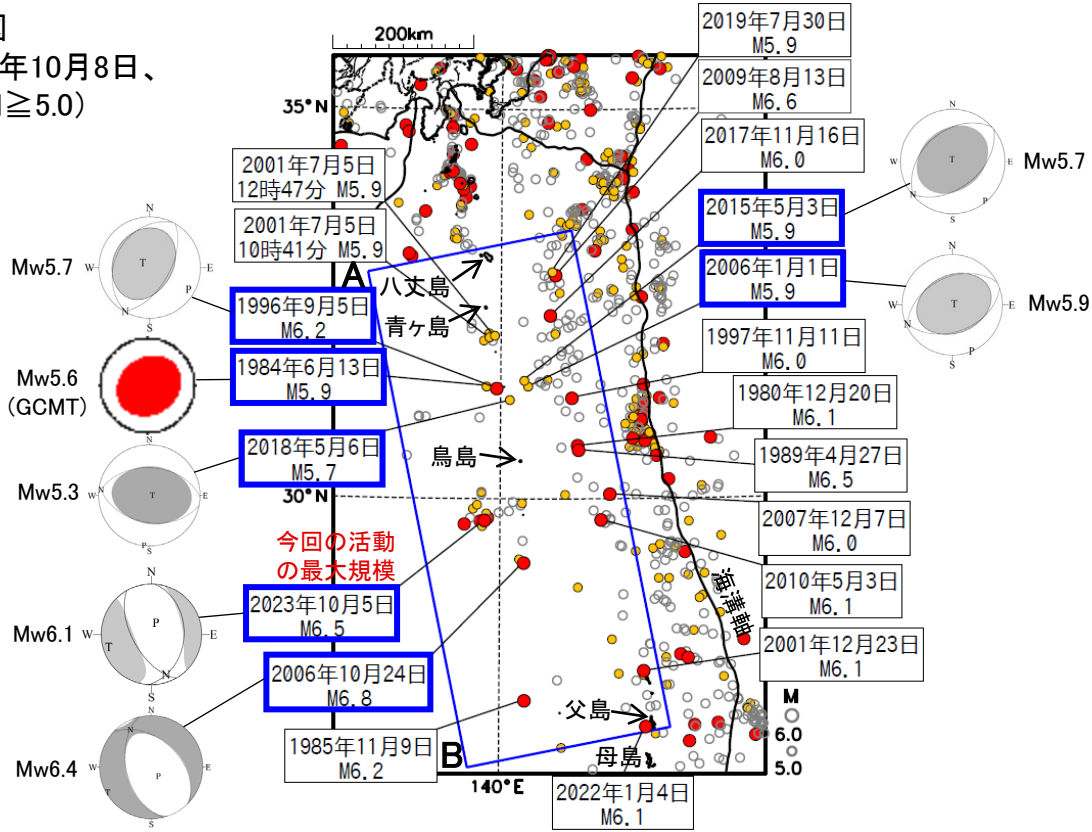 図
年10月8日、
M≧5.0)
200km
35°N
30°N
140°E
2019年7月30日
M5.9
2009年8月13日
M6.6
2017年11月16日
M6.0
2015年5月3日
M5.9
2006年1月1日
M5.9
1997年11月11日
M6.0
1980年12月20日
M6.1
1989年4月27日
M6.5
2007年12月7日
M6.0
2010年5月3日
M6.1
2001年12月23日
M6.1
2022年1月4日
M6.1
2001年7月5日
12時47分 M5.9
2001年7月5日
10時41分 M5.9
1996年9月5日
M6.2
1984年6月13日
M5.9
2018年5月6日
M5.7
今回の活動
の最大規模
2023年10月5日
M6.5
2006年10月24日
M6.8
1985年11月9日
M6.2
A
B
八丈島
青ヶ島
鳥島
父島
母島
海溝軸
M
6.0
5.0
Mw5.7
N
W
T
E
P
N
S
Mw5.6
(GCMT)
Mw5.3
N
W
N
T
E
P
S
Mw6.1
N
P
W
E
T
N
S
Mw6.4
N
N
W
P
E
T
S
Mw5.7
N
W
T
E
N
P
S
Mw5.9
N
W
T
E
N
P
S